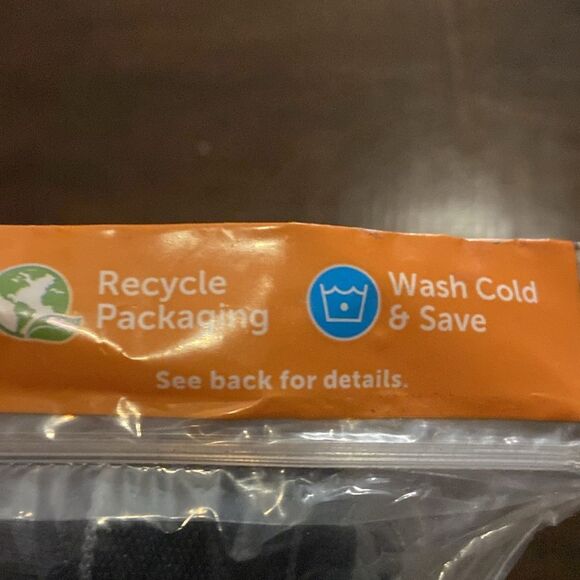 Recycle
Packaging
Wash Cold
& Save
See back for details.